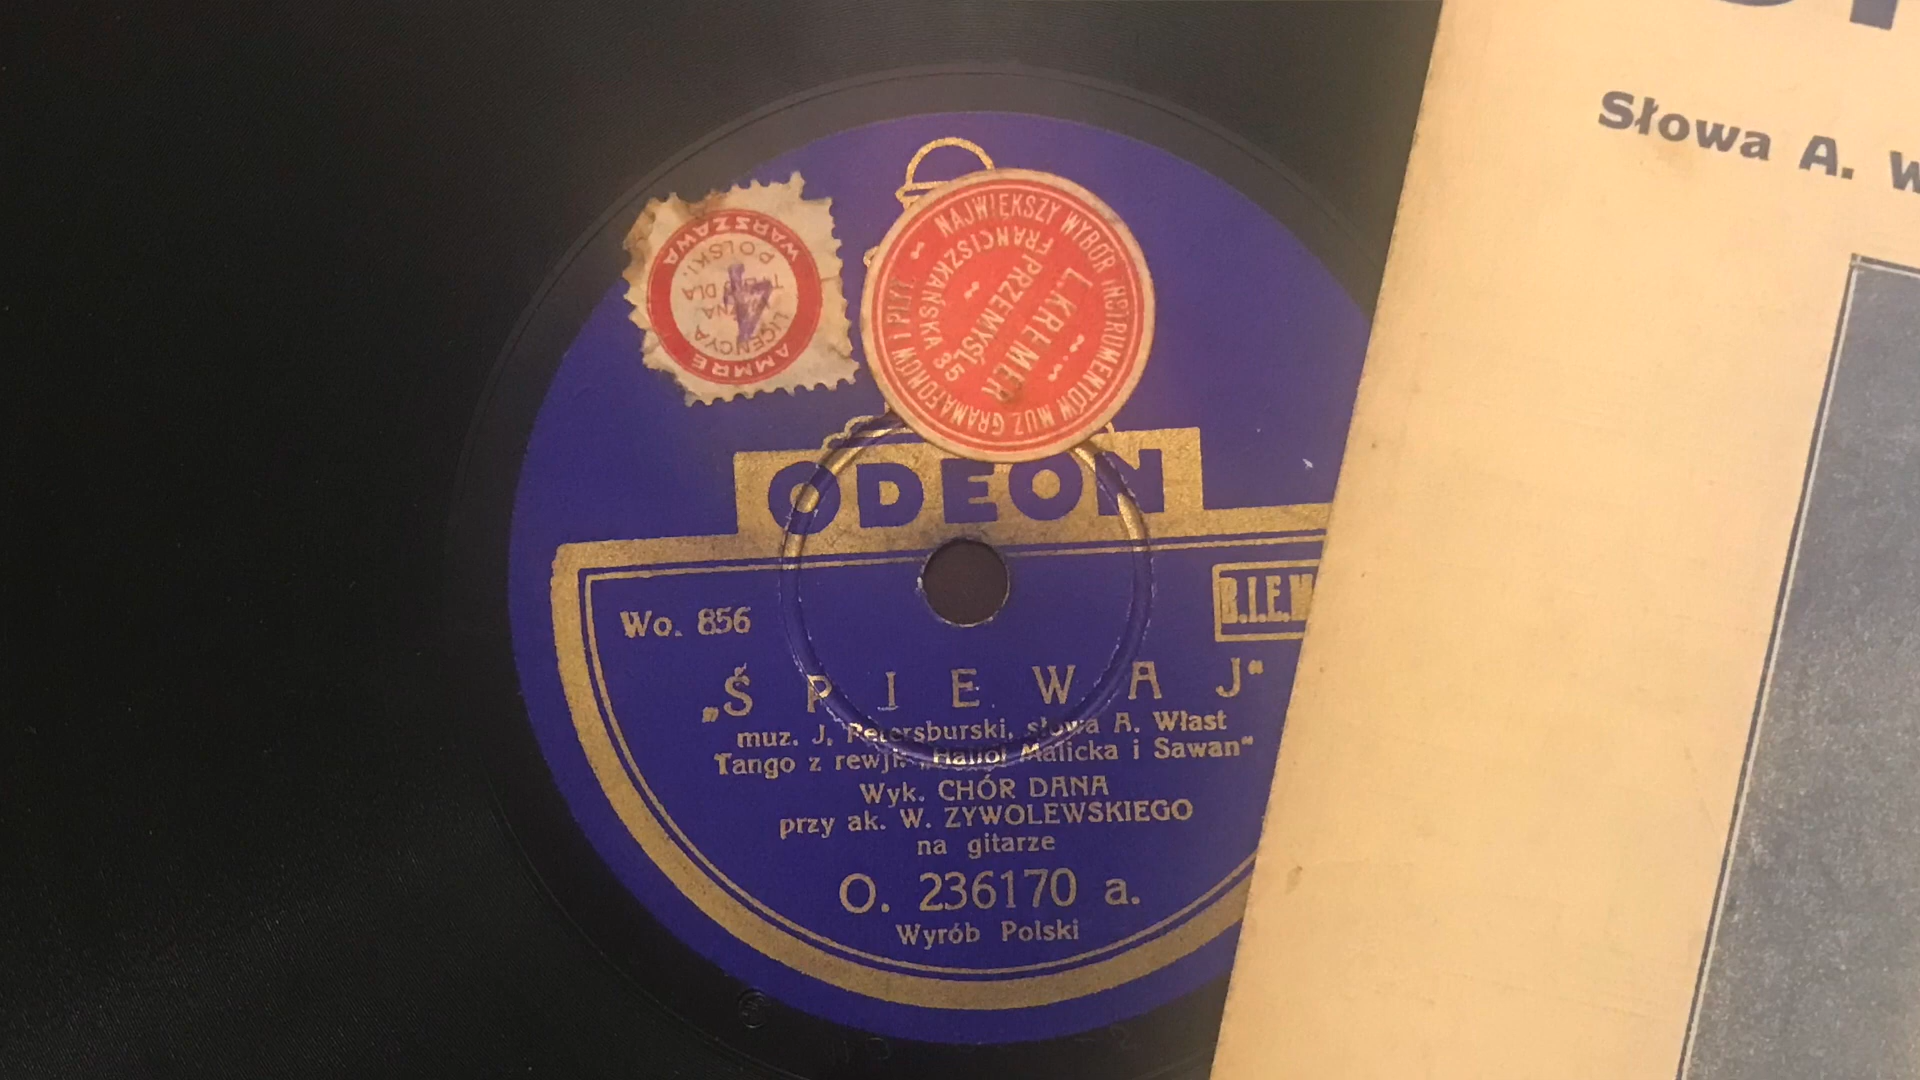 Słowa A. W
AMMRE
WARSZAWA
LICENCYA
DLA
POLSKI.
NAJWIĘKSZY WYBÓR INSTRUMENTÓW MUZ GRAMAFONÓW I PŁYT.
L. KREMER
PRZEMYŚL
FRANCISZKAŃSKA 35
ODEON
B.I.E.M
Wo. 856
„ŚPIEWAJ“
muz. J. Petersburski, słowa A. Włast
Tango z rewji: „Hallo! Malicka i Sawan“
Wyk. CHÓR DANA
przy ak. W. ZYWOLEWSKIEGO
na gitarze
O. 236170 a.
Wyrób Polski